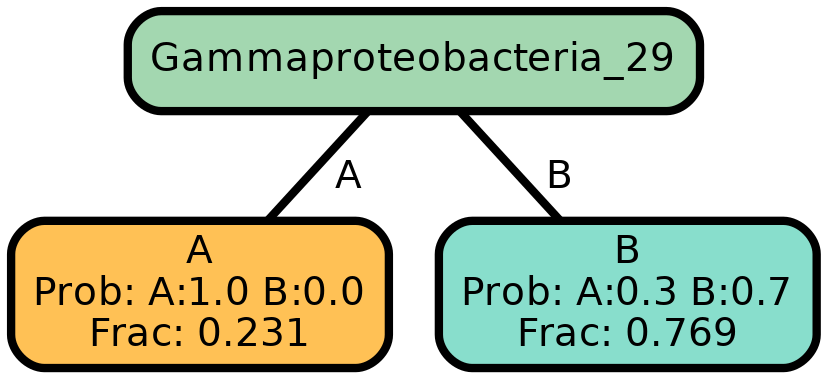 Gammaproteobacteria_29
A
B
A
Prob: A:1.0 B:0.0
Frac: 0.231
B
Prob: A:0.3 B:0.7
Frac: 0.769